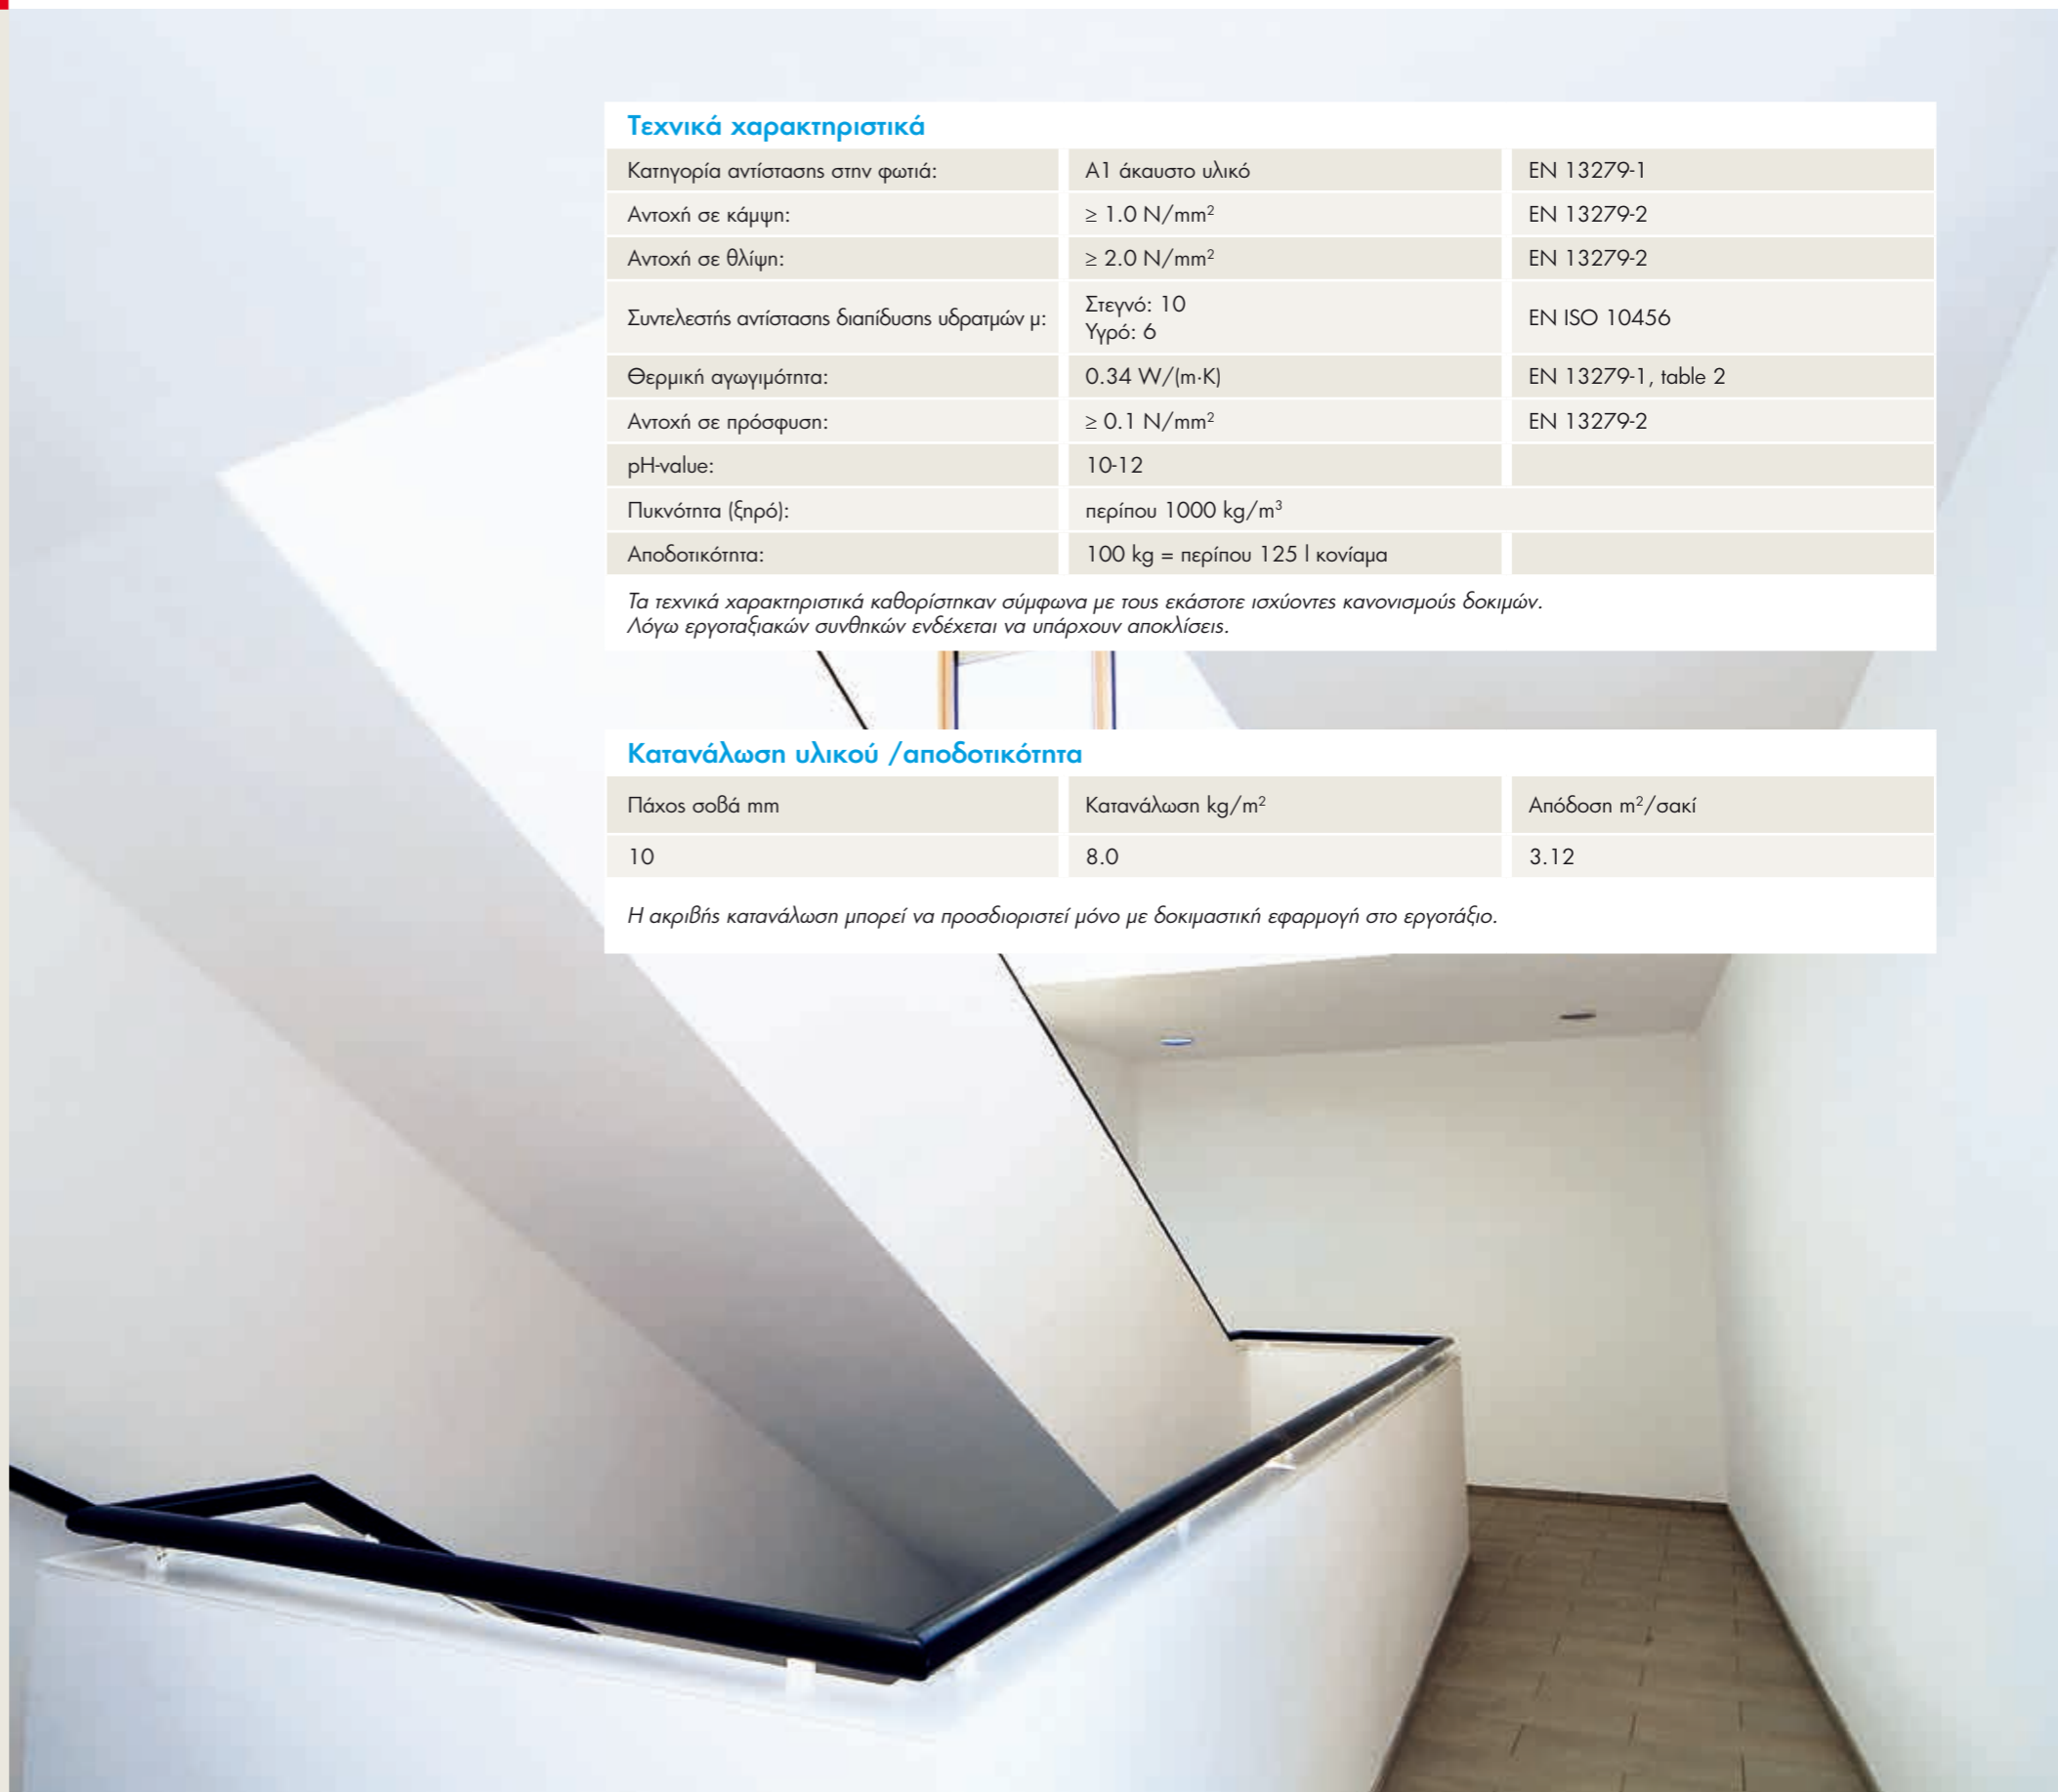 Τεχνικά χαρακτηριστικά
Κατηγορία αντίστασης στην φωτιά: Α1 άκαυστο υλικό EN 13279-1
Αντοχή σε κάμψη: ≥ 1.0 N/mm² EN 13279-2
Αντοχή σε θλίψη: ≥ 2.0 N/mm² EN 13279-2
Συντελεστής αντίστασης διαπίδυσης υδρατμών μ: Στεγνό: 10 EN ISO 10456
Υγρό: 6
Θερμική αγωγιμότητα: 0.34 W/(m·K) EN 13279-1, table 2
Αντοχή σε πρόσφυση: ≥ 0.1 N/mm² EN 13279-2
pH-value: 10-12
Πυκνότητα (ξηρό): περίπου 1000 kg/m³
Αποδοτικότητα: 100 kg = περίπου 125 l κονίαμα
Τα τεχνικά χαρακτηριστικά καθορίστηκαν σύμφωνα με τους εκάστοτε ισχύοντες κανονισμούς δοκιμών.
Λόγω εργοταξιακών συνθηκών ενδέχεται να υπάρχουν αποκλίσεις.
Κατανάλωση υλικού /αποδοτικότητα
Πάχος σοβά mm Κατανάλωση kg/m² Απόδοση m²/σακί
10 8.0 3.12
Η ακριβής κατανάλωση μπορεί να προσδιοριστεί μόνο με δοκιμαστική εφαρμογή στο εργοτάξιο.